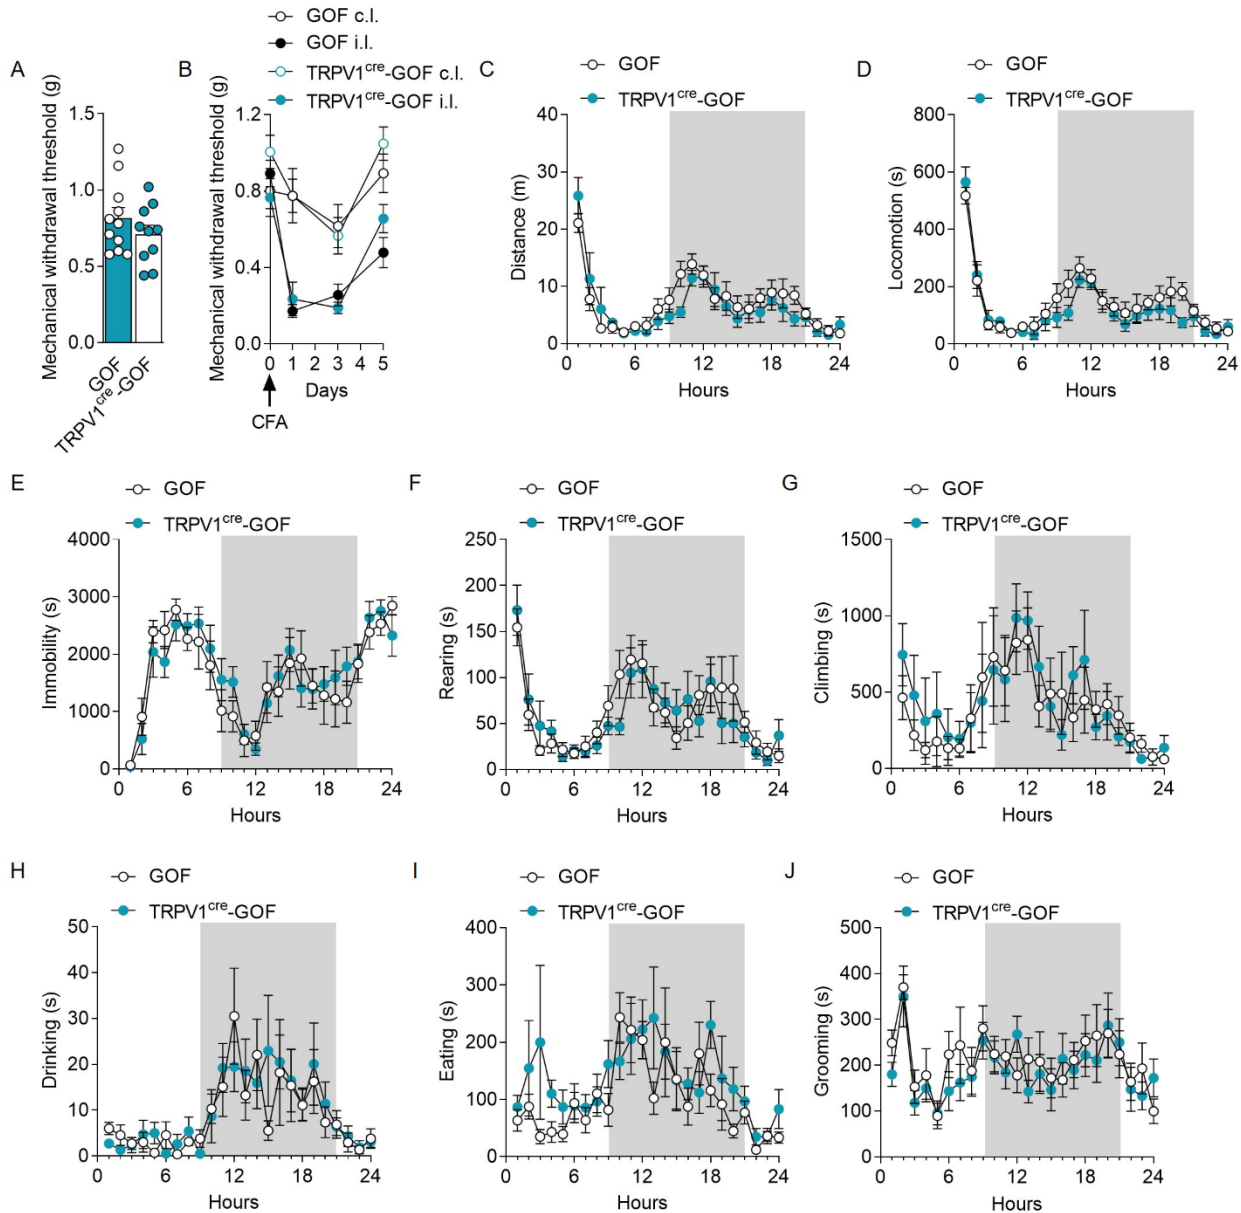 A
Mechanical withdrawal threshold (g)
1.5
1.0
0.5
0.0
GOF
TRPV1cre-GOF
B
GOF c.l.
GOF i.l.
TRPV1cre-GOF c.l.
TRPV1cre-GOF i.l.
Mechanical withdrawal threshold (g)
1.2
0.8
0.4
0.0
0 1 2 3 4 5
Days
CFA
C
GOF
TRPV1cre-GOF
Distance (m)
40
30
20
10
0
0 6 12 18 24
Hours
D
GOF
TRPV1cre-GOF
Locomotion (s)
800
600
400
200
0
0 6 12 18 24
Hours
E
GOF
TRPV1cre-GOF
Immobility (s)
4000
3000
2000
1000
0
0 6 12 18 24
Hours
F
GOF
TRPV1cre-GOF
Rearing (s)
250
200
150
100
50
0
0 6 12 18 24
Hours
G
GOF
TRPV1cre-GOF
Climbing (s)
1500
1000
500
0
0 6 12 18 24
Hours
H
GOF
TRPV1cre-GOF
Drinking (s)
50
40
30
20
10
0
0 6 12 18 24
Hours
I
GOF
TRPV1cre-GOF
Eating (s)
400
300
200
100
0
0 6 12 18 24
Hours
J
GOF
TRPV1cre-GOF
Grooming (s)
500
400
300
200
100
0
0 6 12 18 24
Hours